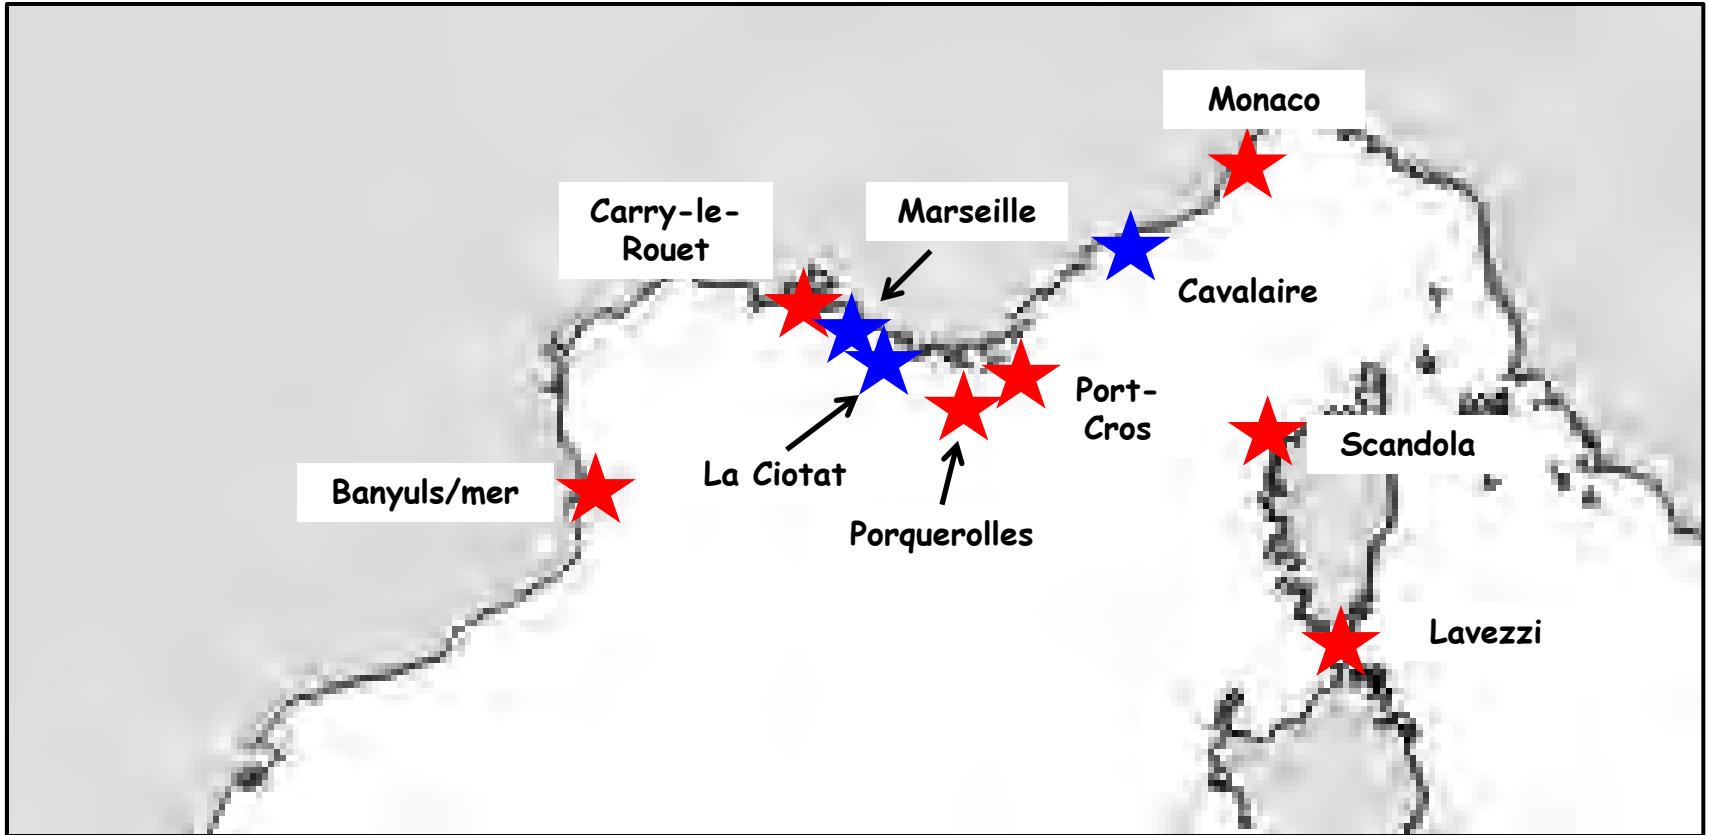 Monaco
Carry-le-
Rouet
Marseille
Cavalaire
Port-
Cros
Scandola
La Ciotat
Banyuls/mer
Porquerolles
Lavezzi